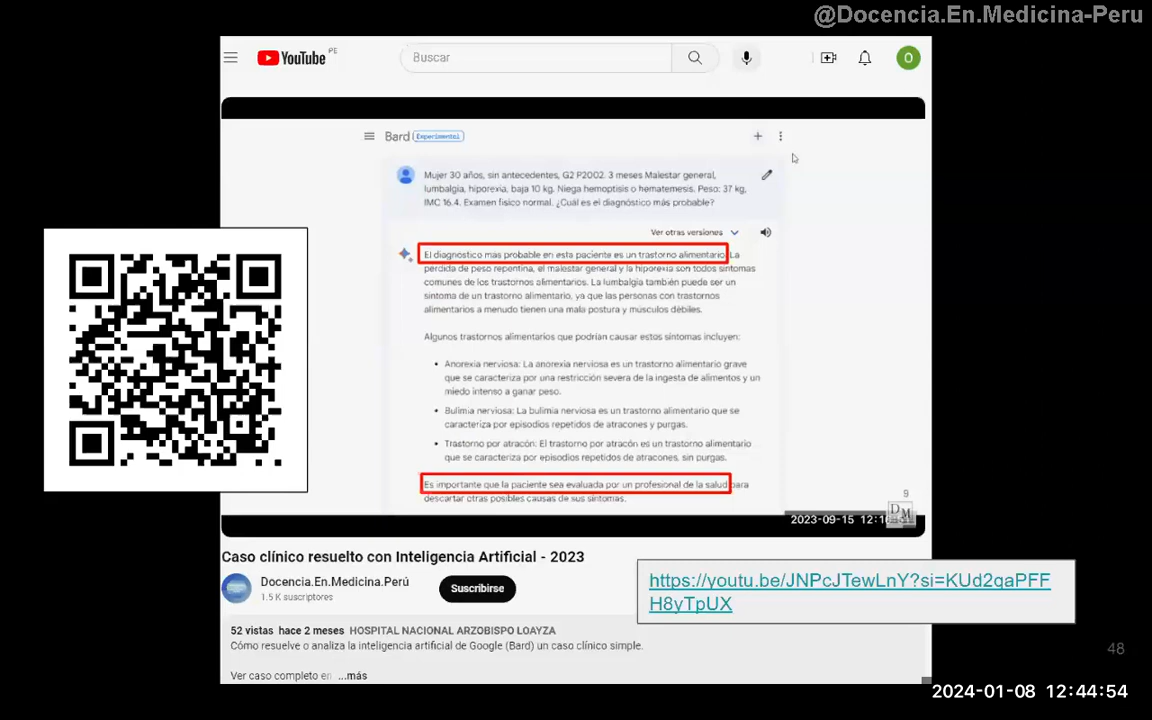 @Docencia.En.Medicina-Peru
YouTube PE
Buscar
O
Bard Experimental
Mujer 30 años, sin antecedentes, G2 P2002. 3 meses Malestar general,
lumbalgia, hiporexia, baja 10 kg. Niega hemoptisis o hematemesis. Peso: 37 kg,
IMC 16.4. Examen fisico normal. ¿Cuál es el diagnóstico más probable?
Ver otras versiones
El diagnostico mas probable en esta paciente es un trastorno alimentario. La
perdida de peso repentina, el malestar general y la hiporexia son todos sintomas
comunes de los trastornos alimentarios. La lumbalgia también puede ser un
sintoma de un trastorno alimentario, ya que las personas con trastornos
alimentarios a menudo tienen una mala postura y músculos débiles.
Algunos trastornos alimentarios que podrían causar estos síntomas incluyen:
• Anorexia nerviosa: La anorexia nerviosa es un trastorno alimentario grave
que se caracteriza por una restricción severa de la ingesta de alimentos y un
miedo intenso a ganar peso.
• Bulimia nerviosa: La bulimia nerviosa es un trastorno alimentario que se
caracteriza por episodios repetidos de atracones y purgas.
• Trastorno por atracón: El trastorno por atracón es un trastorno alimentario
que se caracteriza por episodios repetidos de atracones, sin purgas.
Es importante que la paciente sea evaluada por un profesional de la salud para
descartar otras posibles causas de sus síntomas.
9
DM
2023-09-15 12:1
Caso clínico resuelto con Inteligencia Artificial - 2023
Docencia.En.Medicina.Perú
1.5 K suscriptores
Suscribirse
https://youtu.be/JNPcJTewLnY?si=KUd2qaPFF
H8yTpUX
52 vistas hace 2 meses HOSPITAL NACIONAL ARZOBISPO LOAYZA
Cómo resuelve o analiza la inteligencia artificial de Google (Bard) un caso clínico simple.
Ver caso completo en ...más
48
2024-01-08 12:44:54